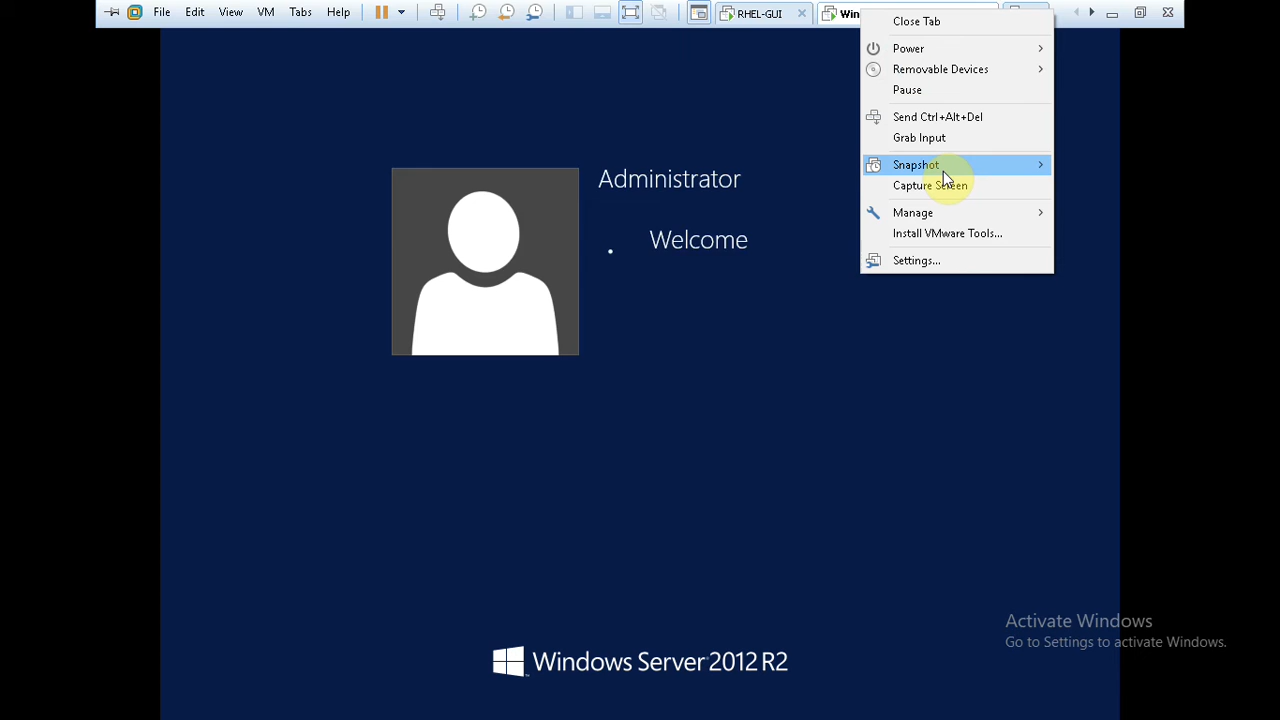 File Edit View VM Tabs Help RHEL-GUI Win
Close Tab
Power
Removable Devices
Pause
Send Ctrl+Alt+Del
Grab Input
Snapshot
Capture Screen
Manage
Install VMware Tools...
Settings...
Administrator
Welcome
Activate Windows
Go to Settings to activate Windows.
Windows Server 2012 R2